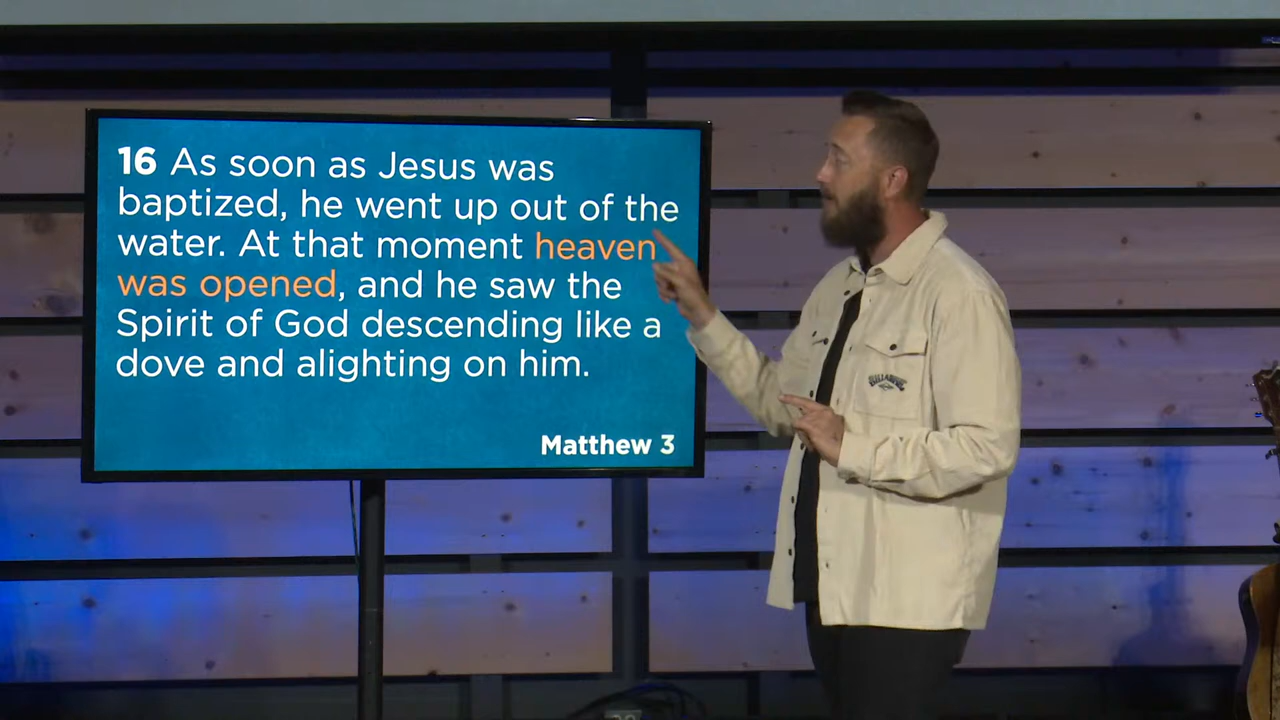 16 As soon as Jesus was
baptized, he went up out of the
water. At that moment heaven
was opened, and he saw the
Spirit of God descending like a
dove and alighting on him.
Matthew 3
BILLABONG